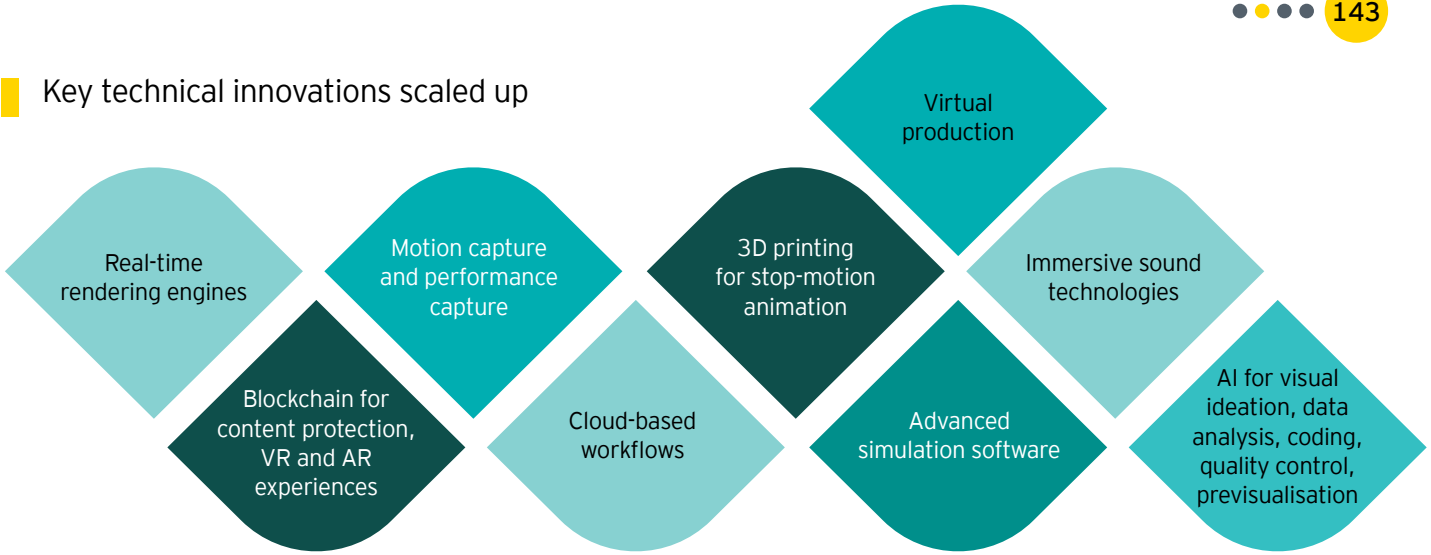 143
Key technical innovations scaled up
Virtual
production
Real-time
rendering engines
Motion capture
and performance
capture
3D printing
for stop-motion
animation
Immersive sound
technologies
Blockchain for
content protection,
VR and AR
experiences
Cloud-based
workflows
Advanced
simulation software
AI for visual
ideation, data
analysis, coding,
quality control,
previsualisation